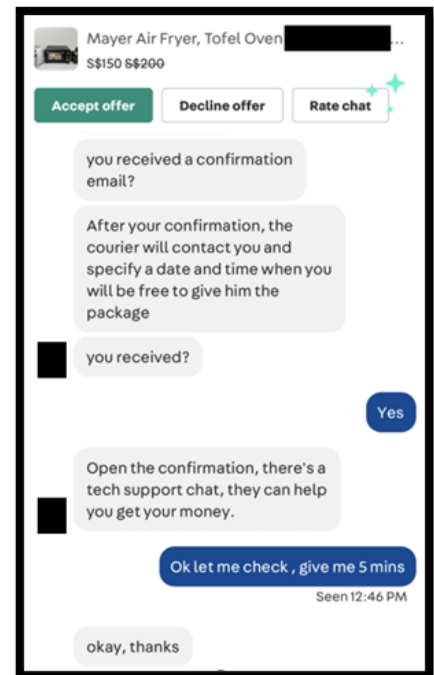 Mayer Air Fryer, Tofel Oven ...
S$150 S$200
Accept offer Decline offer Rate chat
you received a confirmation
email?
After your confirmation, the
courier will contact you and
specify a date and time when you
will be free to give him the
package
you received?
Yes
Open the confirmation, there's a
tech support chat, they can help
you get your money.
Ok let me check , give me 5 mins
Seen 12:46 PM
okay, thanks